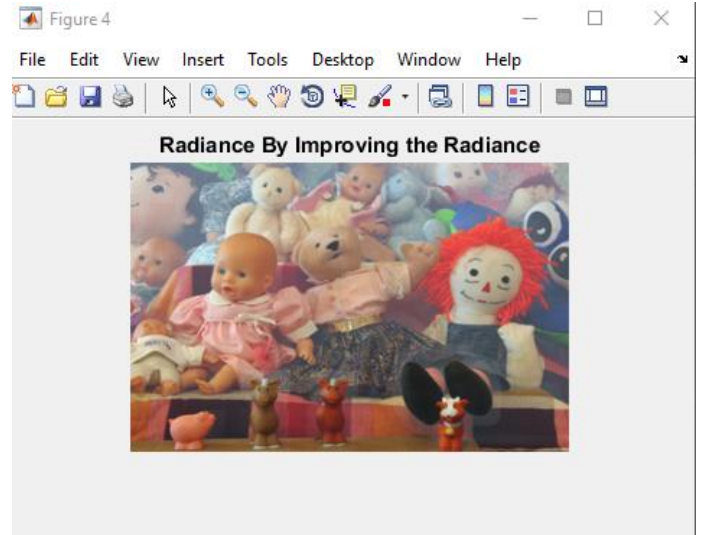 Figure 4
File Edit View Insert Tools Desktop Window Help
Radiance By Improving the Radiance